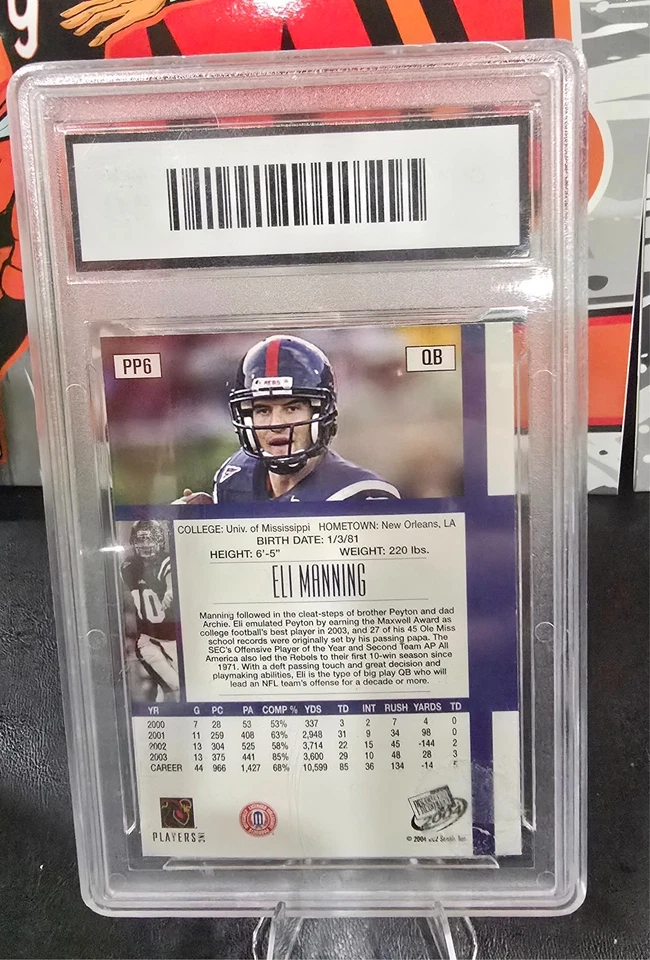 y
PP6
QB
REBS
COLLEGE: Univ. of Mississippi HOMETOWN: New Orleans, LA
BIRTH DATE: 1/3/81
HEIGHT: 6'-5" WEIGHT: 220 lbs.
10
ELI MANNING
Manning followed in the cleat-steps of brother Peyton and dad
Archie. Eli emulated Peyton by earning the Maxwell Award as
college football's best player in 2003, and 27 of his 45 Ole Miss
school records were originally set by his passing papa. The
SEC's Offensive Player of the Year and Second Team AP All
America also led the Rebels to their first 10-win season since
1971. With a deft passing touch and great decision and
playmaking abilities, Eli is the type of big play QB who will
lead an NFL team's offense for a decade or more.
YR G PC PA COMP % YDS TD INT RUSH YARDS TD
2000 7 28 53 53% 337 3 2 7 4 0
2001 11 259 408 63% 2,948 31 9 34 98 0
2002 13 304 525 58% 3,714 22 15 45 -144 2
2003 13 375 441 85% 3,600 29 10 48 28 3
CAREER 44 966 1,427 68% 10,599 85 36 134 -14 5
PLAYERS INC
2004
© 2004